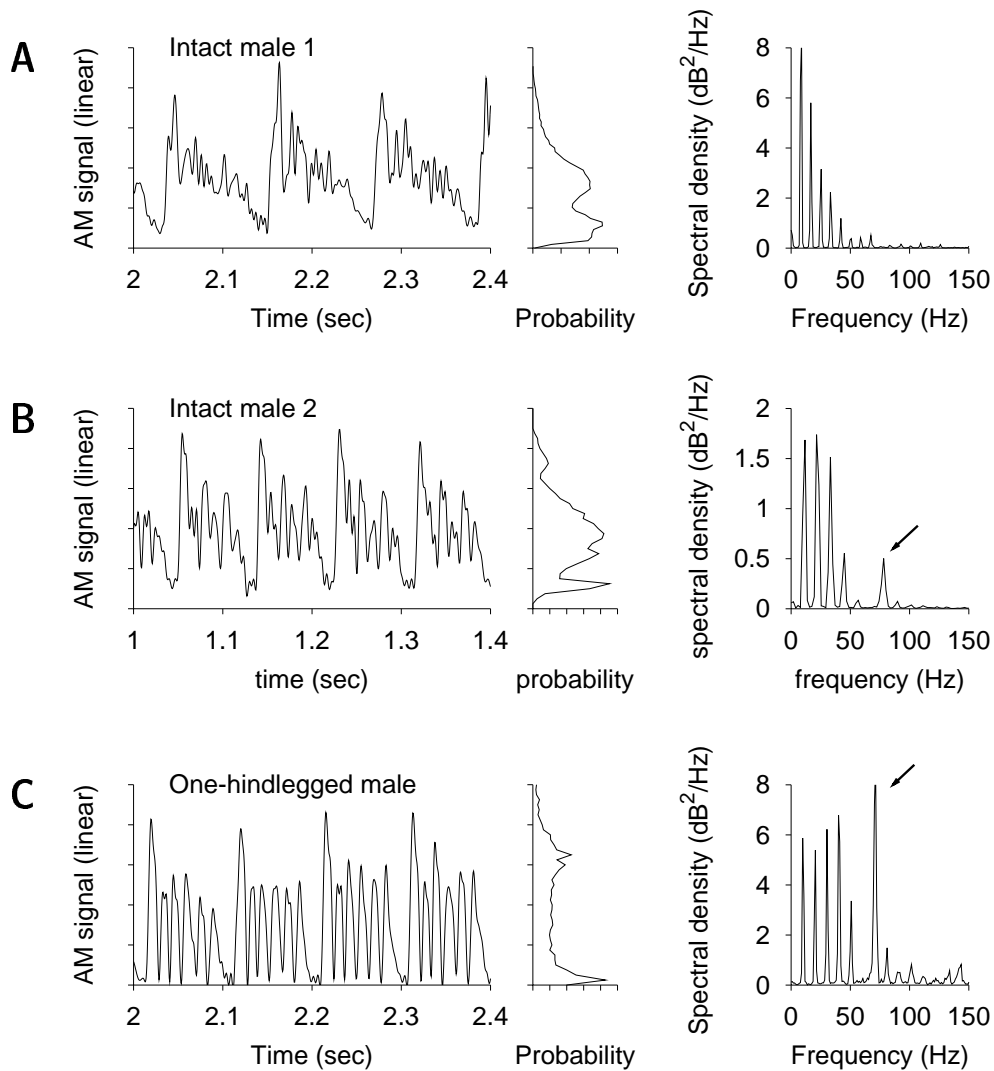 A
Intact male 1
AM signal (linear)
2 2.1 2.2 2.3 2.4
Time (sec)
Probability
Spectral density (dB²/Hz)
8
6
4
2
0
0 50 100 150
Frequency (Hz)
B
Intact male 2
AM signal (linear)
1 1.1 1.2 1.3 1.4
time (sec)
probability
spectral density (dB²/Hz)
2
1.5
1
0.5
0
0 50 100 150
frequency (Hz)
C
One-hindlegged male
AM signal (linear)
2 2.1 2.2 2.3 2.4
Time (sec)
Probability
Spectral density (dB²/Hz)
8
6
4
2
0
0 50 100 150
Frequency (Hz)